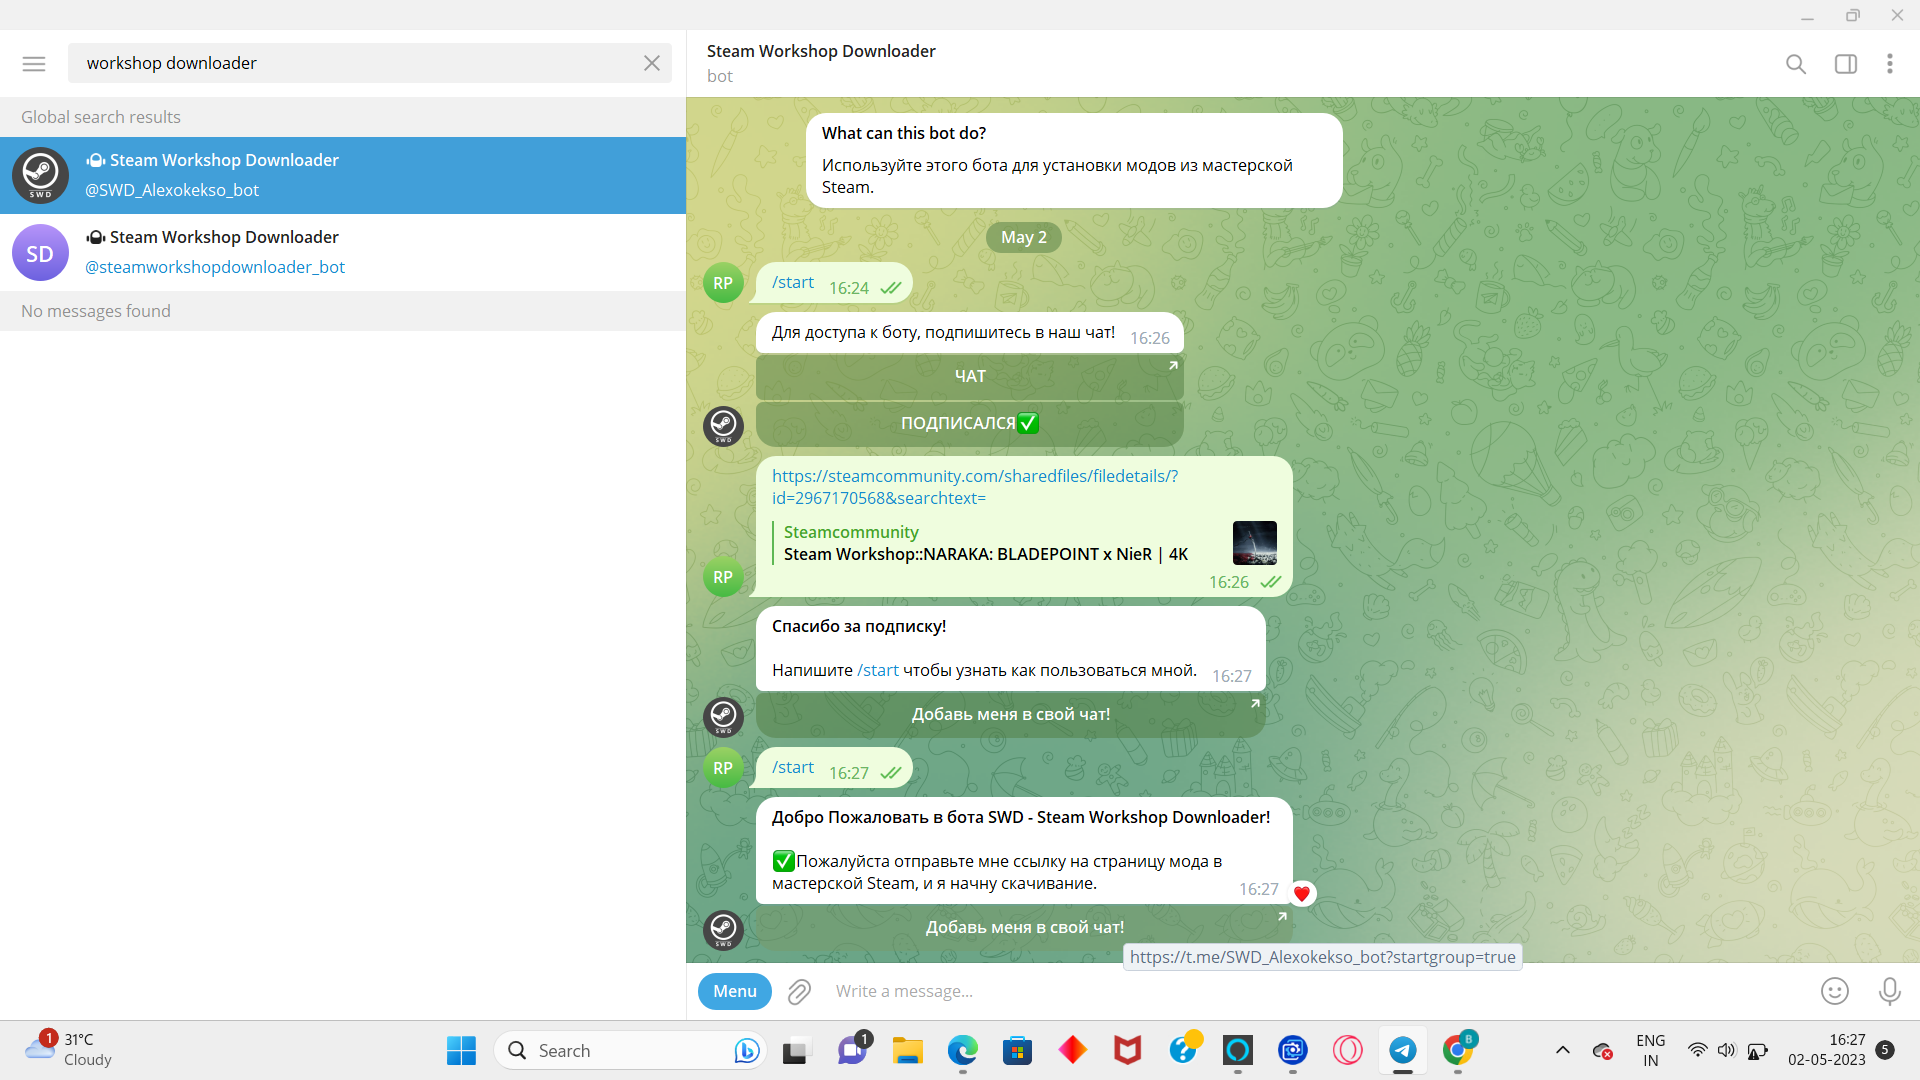 workshop downloader
Global search results
SWD
Steam Workshop Downloader
@SWD_Alexokekso_bot
SD
Steam Workshop Downloader
@steamworkshopdownloader_bot
No messages found
Steam Workshop Downloader
bot
What can this bot do?
Используйте этого бота для установки модов из мастерской
Steam.
May 2
RP
/start 16:24
Для доступа к боту, подпишитесь в наш чат! 16:26
ЧАТ
ПОДПИСАЛСЯ✅
SWD
https://steamcommunity.com/sharedfiles/filedetails/?
id=2967170568&searchtext=
Steamcommunity
Steam Workshop::NARAKA: BLADEPOINT x NieR | 4K
RP
16:26
Спасибо за подписку!
Напишите /start чтобы узнать как пользоваться мной. 16:27
Добавь меня в свой чат!
SWD
RP
/start 16:27
Добро Пожаловать в бота SWD - Steam Workshop Downloader!
✅Пожалуйста отправьте мне ссылку на страницу мода в
мастерской Steam, и я начну скачивание. 16:27
Добавь меня в свой чат!
SWD
https://t.me/SWD_Alexokekso_bot?startgroup=true
Menu
Write a message...
1
31°C
Cloudy
Search
1
B
ENG
IN
16:27
02-05-2023
5